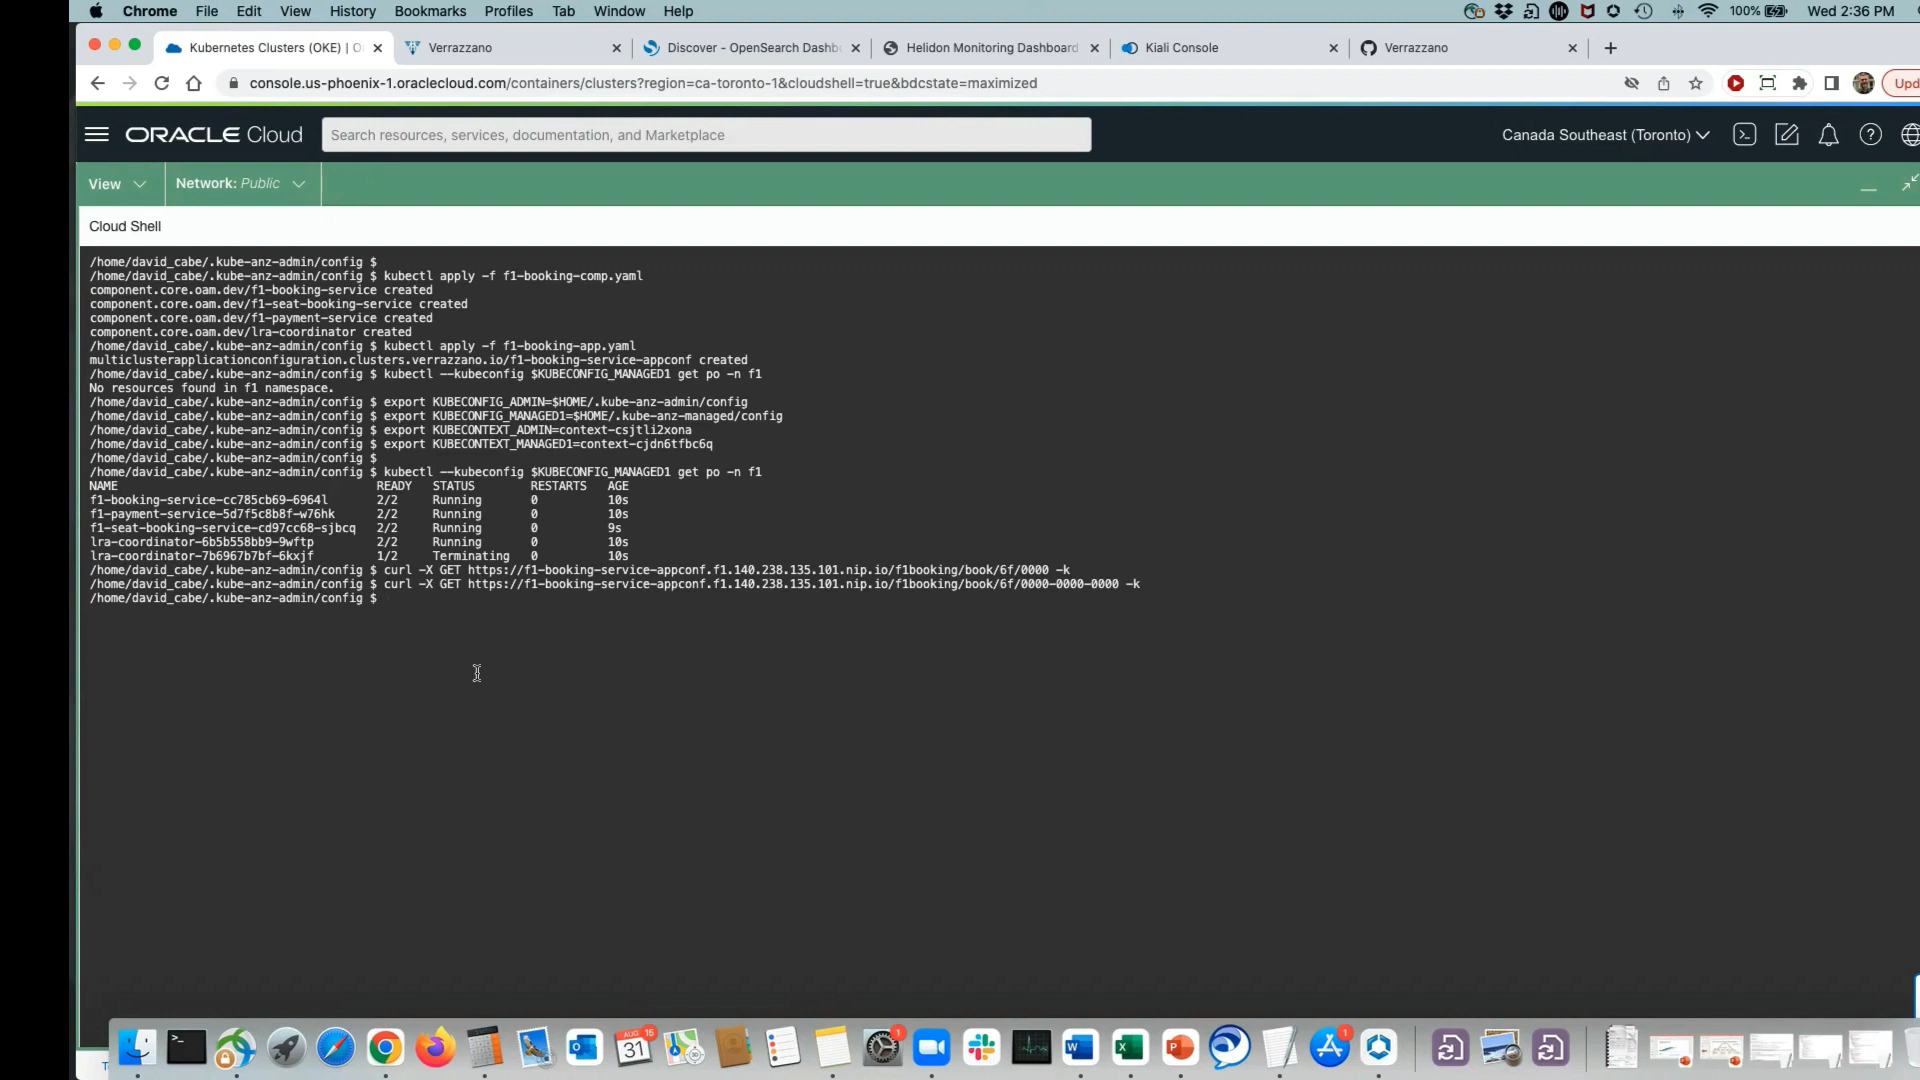 Chrome File Edit View History Bookmarks Profiles Tab Window Help 100% Wed 2:36 PM
Kubernetes Clusters (OKE) | O Verrazzano Discover - OpenSearch Dashb Helidon Monitoring Dashboard Kiali Console Verrazzano
console.us-phoenix-1.oraclecloud.com/containers/clusters?region=ca-toronto-1&cloudshell=true&bdcstate=maximized Upd
ORACLE Cloud Search resources, services, documentation, and Marketplace Canada Southeast (Toronto)
View Network: Public
Cloud Shell
/home/david_cabe/.kube-anz-admin/config $
/home/david_cabe/.kube-anz-admin/config $ kubectl apply -f f1-booking-comp.yaml
component.core.oam.dev/f1-booking-service created
component.core.oam.dev/f1-seat-booking-service created
component.core.oam.dev/f1-payment-service created
component.core.oam.dev/lra-coordinator created
/home/david_cabe/.kube-anz-admin/config $ kubectl apply -f f1-booking-app.yaml
multiclusterapplicationconfiguration.clusters.verrazzano.io/f1-booking-service-appconf created
/home/david_cabe/.kube-anz-admin/config $ kubectl --kubeconfig $KUBECONFIG_MANAGED1 get po -n f1
No resources found in f1 namespace.
/home/david_cabe/.kube-anz-admin/config $ export KUBECONFIG_ADMIN=$HOME/.kube-anz-admin/config
/home/david_cabe/.kube-anz-admin/config $ export KUBECONFIG_MANAGED1=$HOME/.kube-anz-managed/config
/home/david_cabe/.kube-anz-admin/config $ export KUBECONTEXT_ADMIN=context-csjtli2xona
/home/david_cabe/.kube-anz-admin/config $ export KUBECONTEXT_MANAGED1=context-cjdn6tfbc6q
/home/david_cabe/.kube-anz-admin/config $
/home/david_cabe/.kube-anz-admin/config $ kubectl --kubeconfig $KUBECONFIG_MANAGED1 get po -n f1
NAME READY STATUS RESTARTS AGE
f1-booking-service-cc785cb69-6964l 2/2 Running 0 10s
f1-payment-service-5d7f5c8b8f-w76hk 2/2 Running 0 10s
f1-seat-booking-service-cd97cc68-sjbcq 2/2 Running 0 9s
lra-coordinator-6b5b558bb9-9wftp 2/2 Running 0 10s
lra-coordinator-7b6967b7bf-6kxjf 1/2 Terminating 0 10s
/home/david_cabe/.kube-anz-admin/config $ curl -X GET https://f1-booking-service-appconf.f1.140.238.135.101.nip.io/f1booking/book/6f/0000 -k
/home/david_cabe/.kube-anz-admin/config $ curl -X GET https://f1-booking-service-appconf.f1.140.238.135.101.nip.io/f1booking/book/6f/0000-0000-0000 -k
/home/david_cabe/.kube-anz-admin/config $
AUG 15
31
1
1